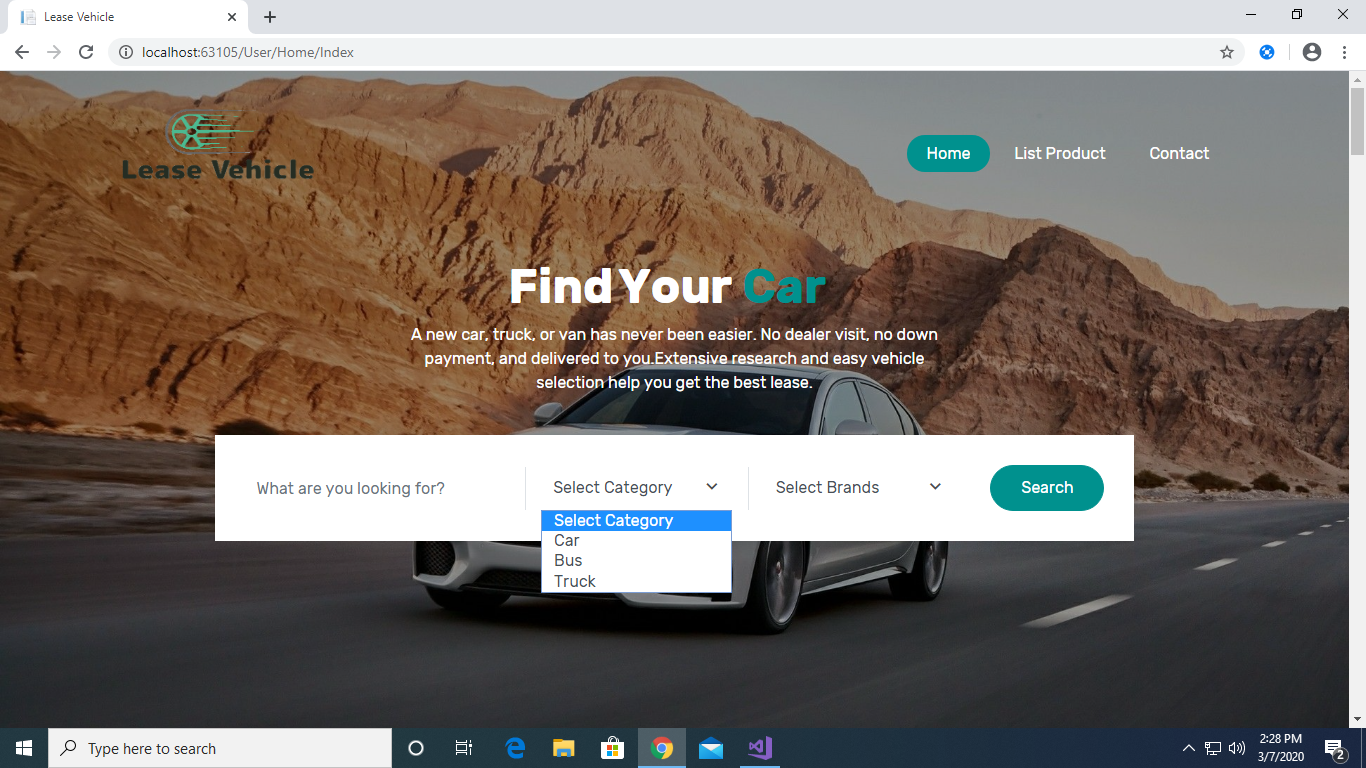 Lease Vehicle
localhost:63105/User/Home/Index
Lease Vehicle
Home
List Product
Contact
Find Your Car
A new car, truck, or van has never been easier. No dealer visit, no down
payment, and delivered to you.Extensive research and easy vehicle
selection help you get the best lease.
What are you looking for?
Select Category
Select Brands
Search
Select Category
Car
Bus
Truck
Type here to search
2:28 PM
3/7/2020
2